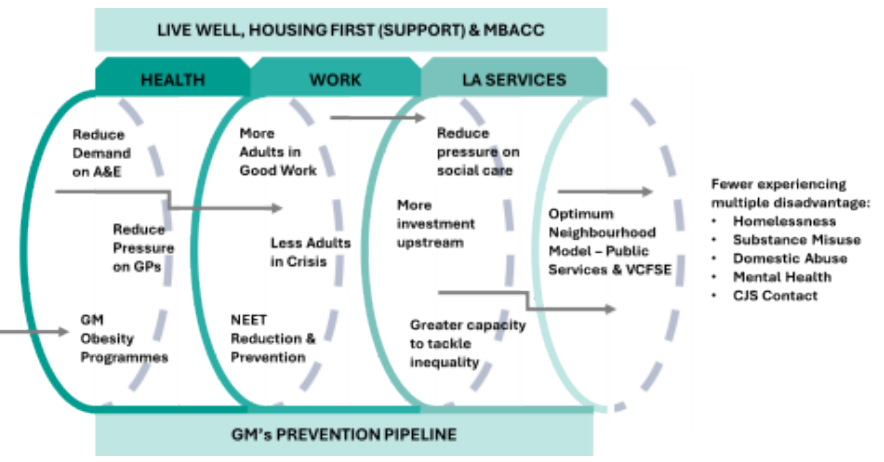 LIVE WELL, HOUSING FIRST (SUPPORT) & MBACC
HEALTH
WORK
LA SERVICES
Reduce
Demand
on A&E
Reduce
Pressure
on GPs
GM
Obesity
Programmes
More
Adults in
Good Work
Less Adults
in Crisis
NEET
Reduction &
Prevention
Reduce
pressure on
social care
More
investment
upstream
Greater capacity
to tackle
inequality
Optimum
Neighbourhood
Model – Public
Services & VCFSE
Fewer experiencing
multiple disadvantage:
• Homelessness
• Substance Misuse
• Domestic Abuse
• Mental Health
• CJS Contact
GM's PREVENTION PIPELINE